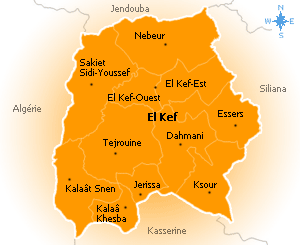 Jendouba
N
W
E
S
Nebeur
Sakiet
Sidi-Youssef
El Kef-Est
Siliana
El Kef-Ouest
Algérie
El Kef
Essers
Dahmani
Tejrouine
Kalaât Snen
Jerissa
Ksour
Kalaâ
Khesba
Kasserine